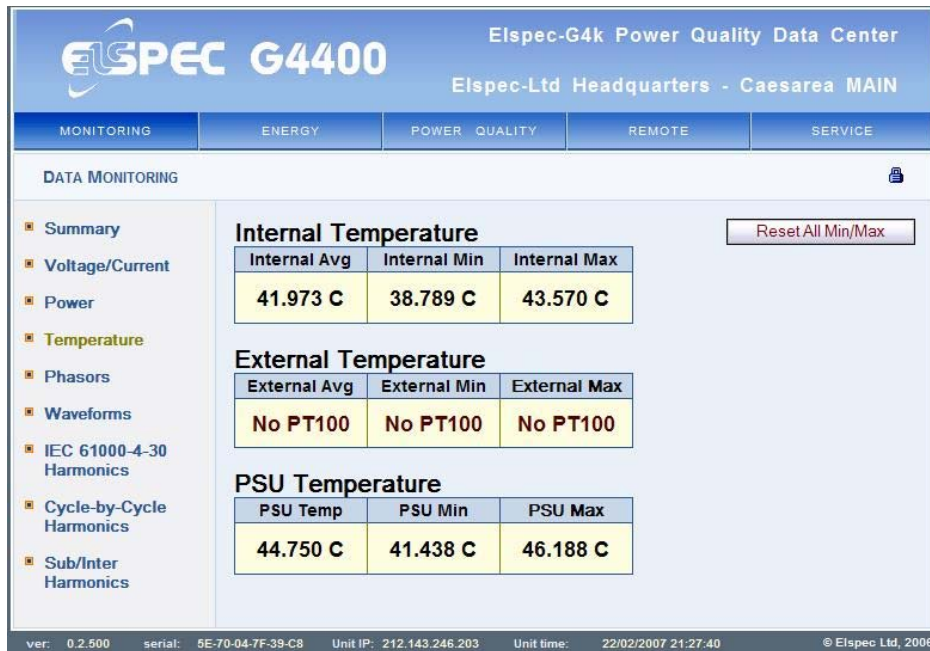 ELSPEC G4400
Elspec-G4k Power Quality Data Center
Elspec-Ltd Headquarters - Caesarea MAIN
MONITORING ENERGY POWER QUALITY REMOTE SERVICE
DATA MONITORING
Summary
Voltage/Current
Power
Temperature
Phasors
Waveforms
IEC 61000-4-30
Harmonics
Cycle-by-Cycle
Harmonics
Sub/Inter
Harmonics
Reset All Min/Max
Internal Temperature
Internal Avg Internal Min Internal Max
41.973 C 38.789 C 43.570 C
External Temperature
External Avg External Min External Max
No PT100 No PT100 No PT100
PSU Temperature
PSU Temp PSU Min PSU Max
44.750 C 41.438 C 46.188 C
ver: 0.2.500 serial: 5E-70-04-7F-39-C8 Unit IP: 212.143.246.203 Unit time: 22/02/2007 21:27:40 © Elspec Ltd, 2006